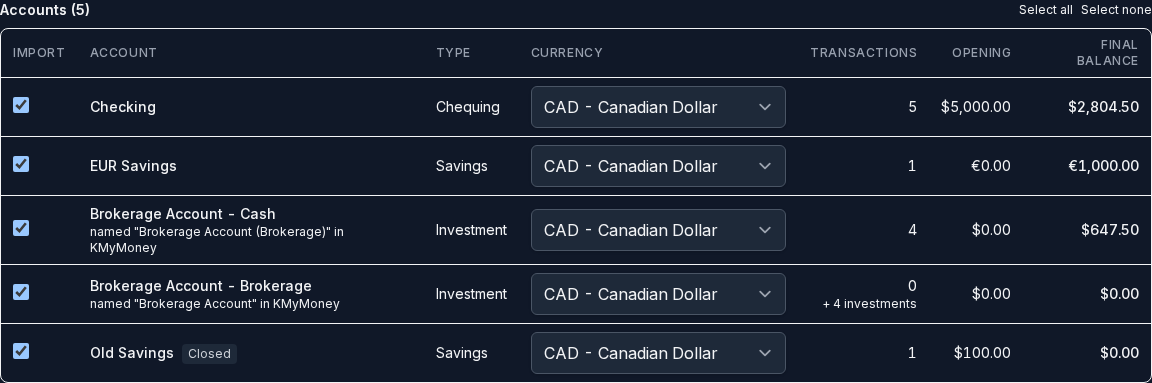 Accounts (5) Select all Select none
IMPORT ACCOUNT TYPE CURRENCY TRANSACTIONS OPENING FINAL BALANCE
Checking Chequing CAD - Canadian Dollar 5 $5,000.00 $2,804.50
EUR Savings Savings CAD - Canadian Dollar 1 €0.00 €1,000.00
Brokerage Account - Cash
named "Brokerage Account (Brokerage)" in
KMyMoney
Investment CAD - Canadian Dollar 4 $0.00 $647.50
Brokerage Account - Brokerage
named "Brokerage Account" in KMyMoney
Investment CAD - Canadian Dollar 0
+ 4 investments
$0.00 $0.00
Old Savings Closed Savings CAD - Canadian Dollar 1 $100.00 $0.00